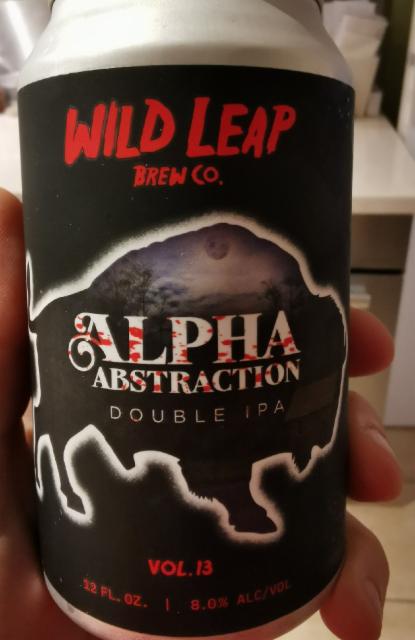 WILD LEAP
BREW CO.
ALPHA
ABSTRACTION
DOUBLE IPA
VOL.13
12 FL. OZ. | 8.0% ALC/VOL